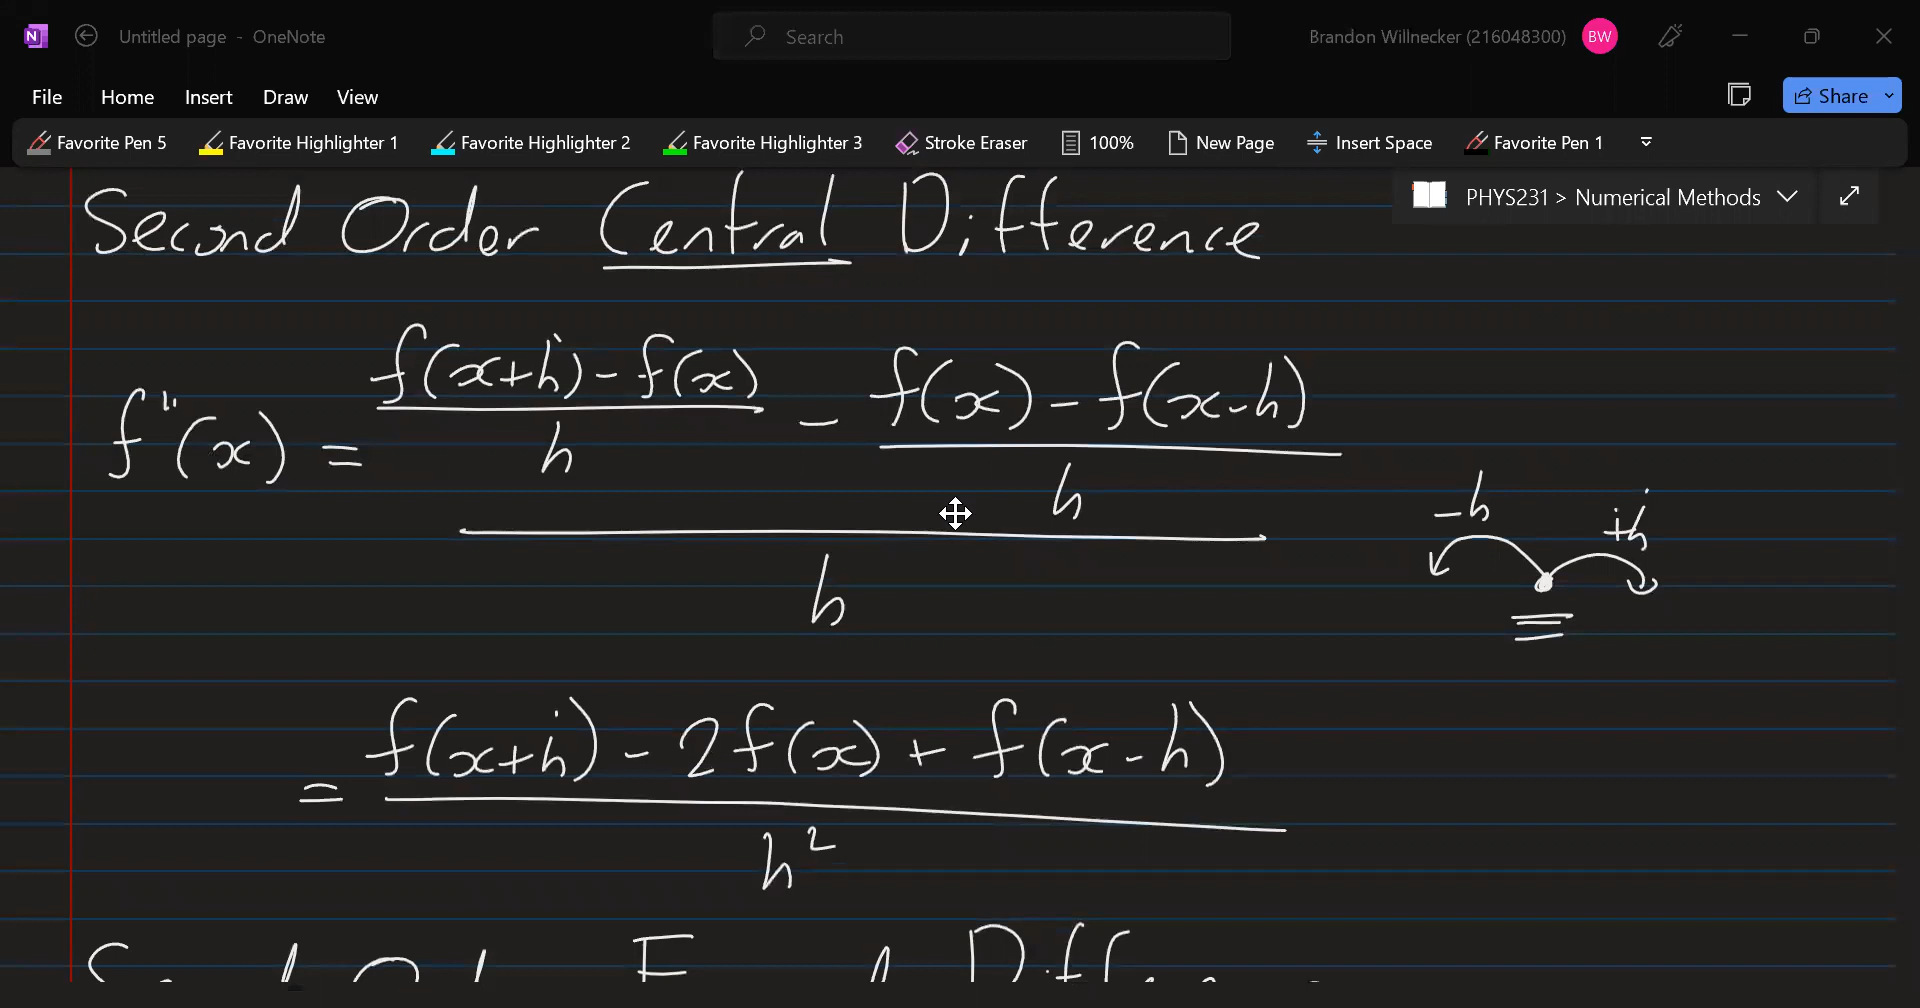 Untitled page - OneNote
Search
Brandon Willnecker (216048300) BW
File Home Insert Draw View
Share
Favorite Pen 5 Favorite Highlighter 1 Favorite Highlighter 2 Favorite Highlighter 3 Stroke Eraser 100% New Page Insert Space Favorite Pen 1
PHYS231 > Numerical Methods
Second Order Central Difference
f(x+h) - f(x) - f(x) - f(x-h)
f''(x) =
h h
-h +h
h
f(x+h) - 2f(x) + f(x-h)
=
h²